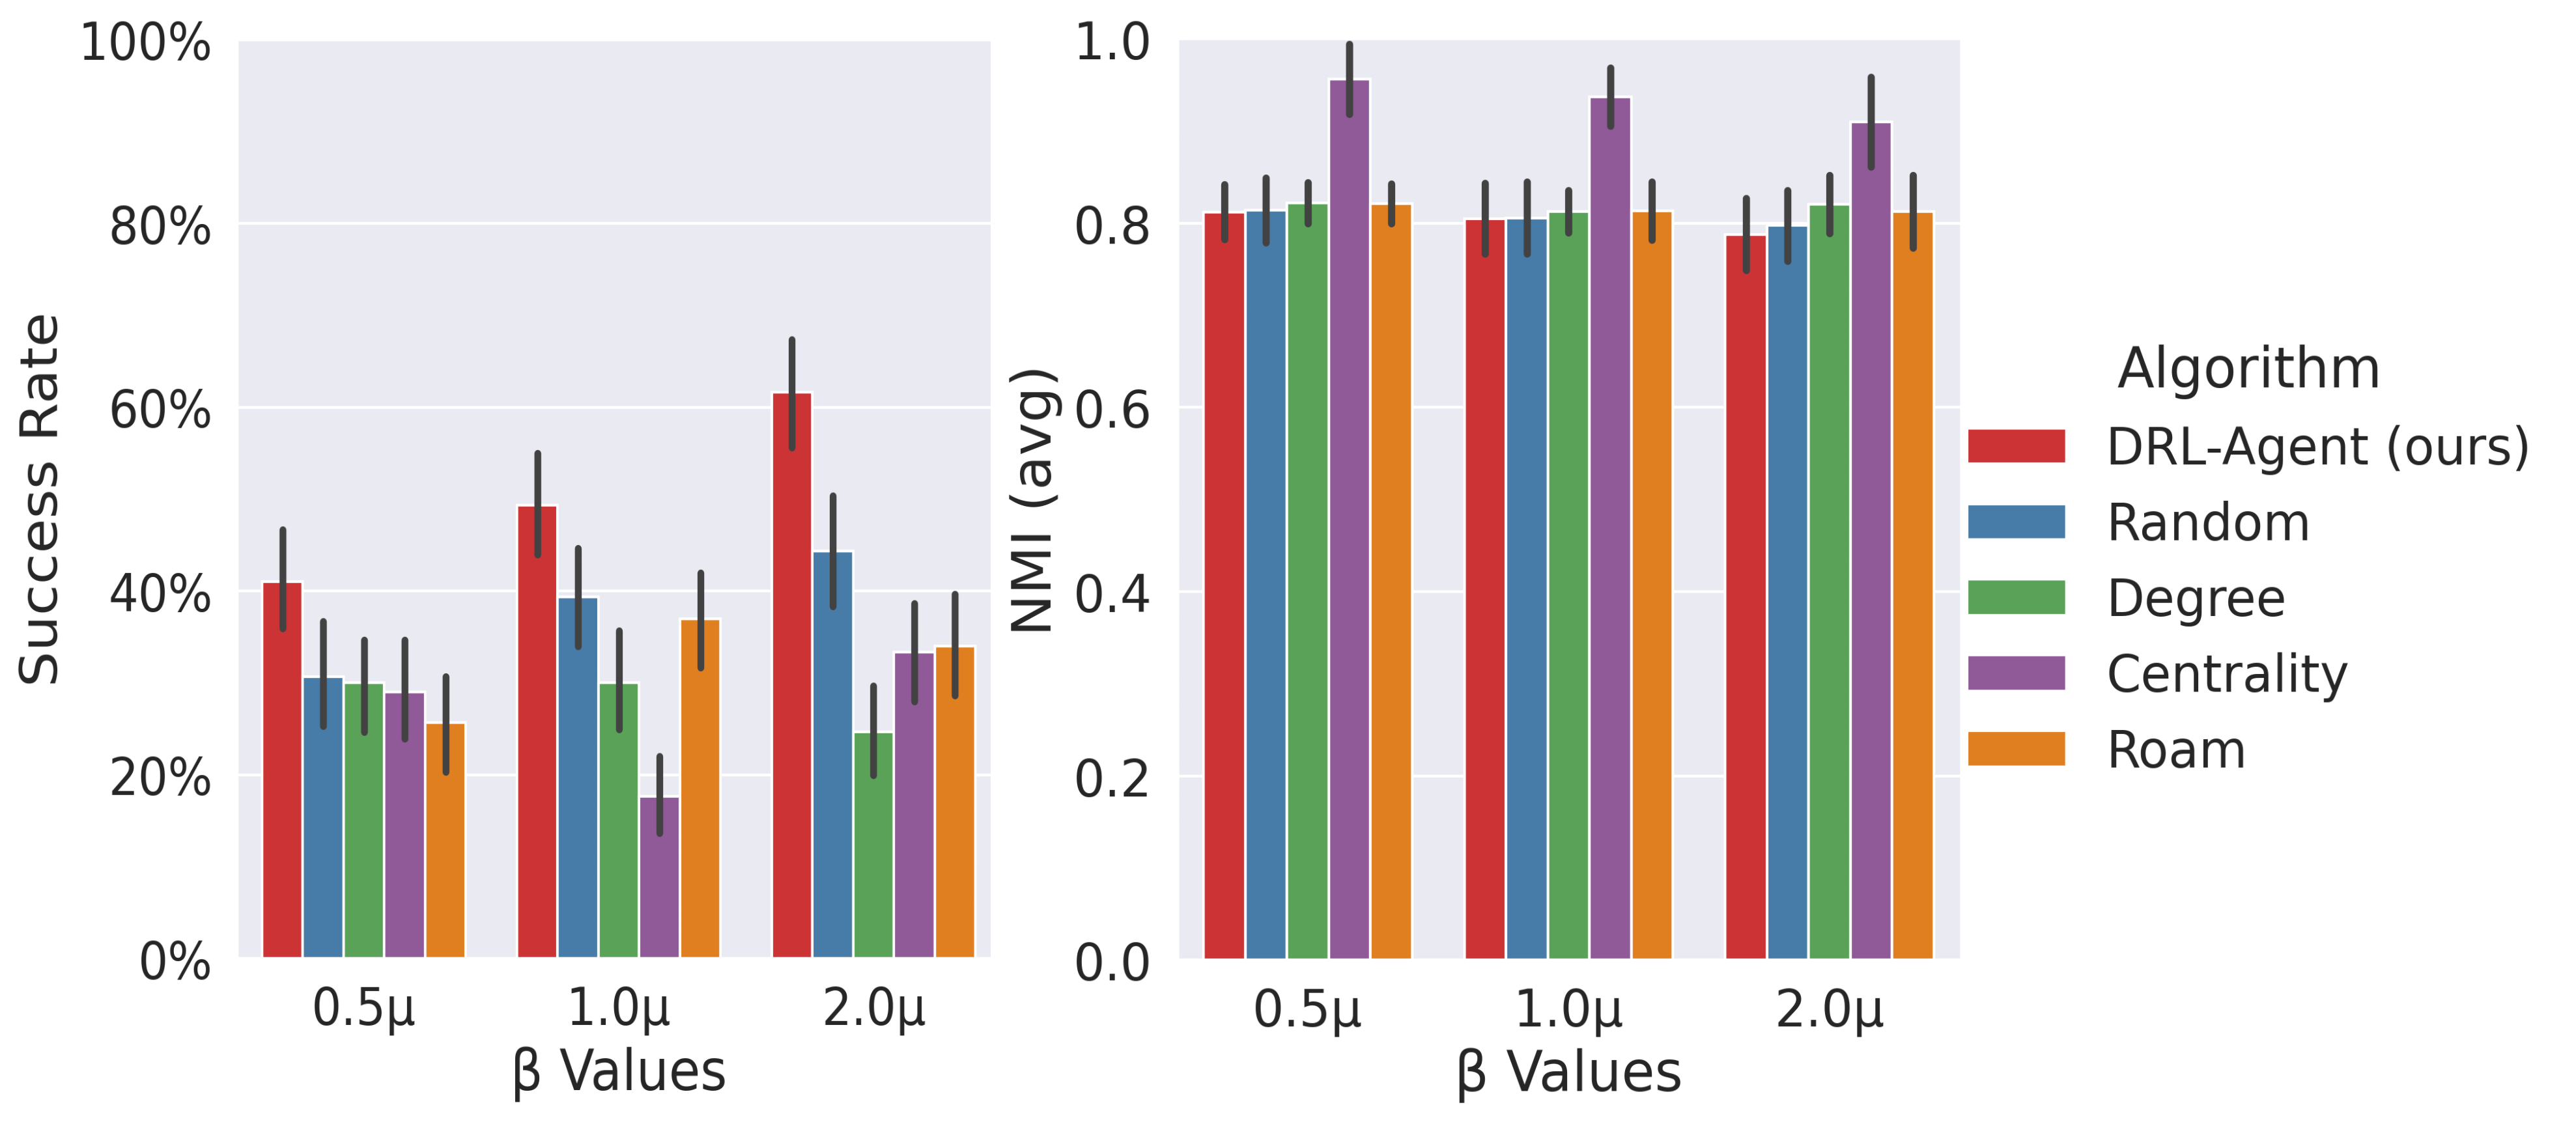 100%
80%
60%
40%
20%
0%
Success Rate
0.5μ 1.0μ 2.0μ
β Values
1.0
0.8
0.6
0.4
0.2
0.0
NMI (avg)
0.5μ 1.0μ 2.0μ
β Values
Algorithm
DRL-Agent (ours)
Random
Degree
Centrality
Roam